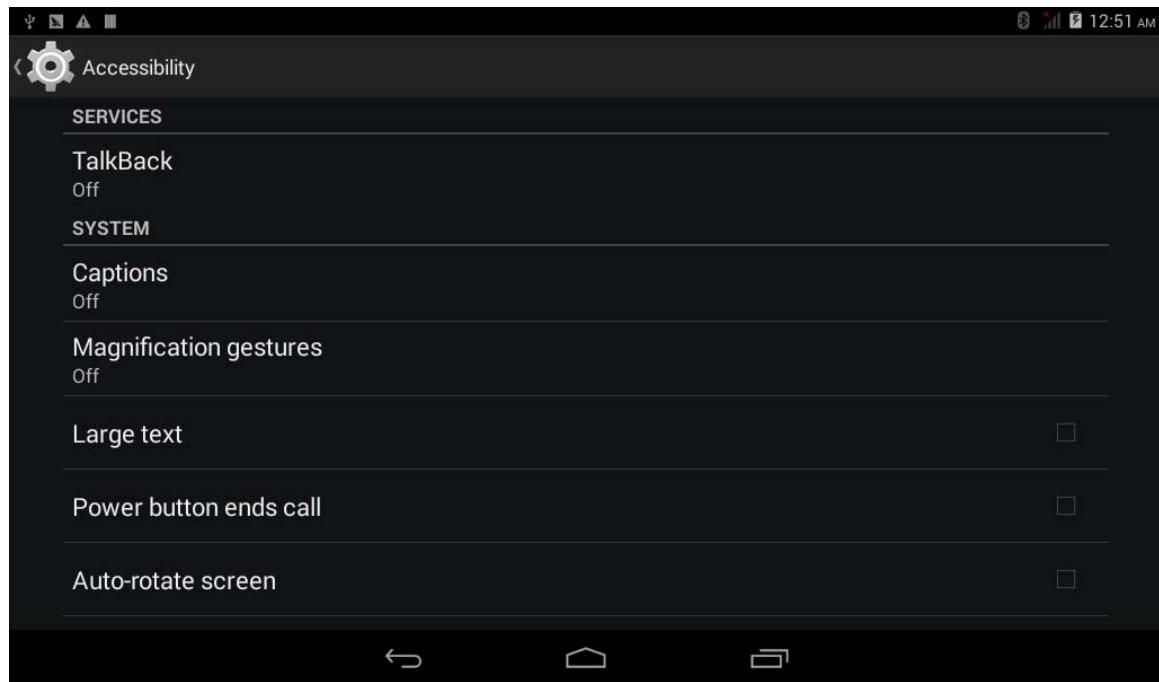 12:51 AM
Accessibility
SERVICES
TalkBack
Off
SYSTEM
Captions
Off
Magnification gestures
Off
Large text
Power button ends call
Auto-rotate screen